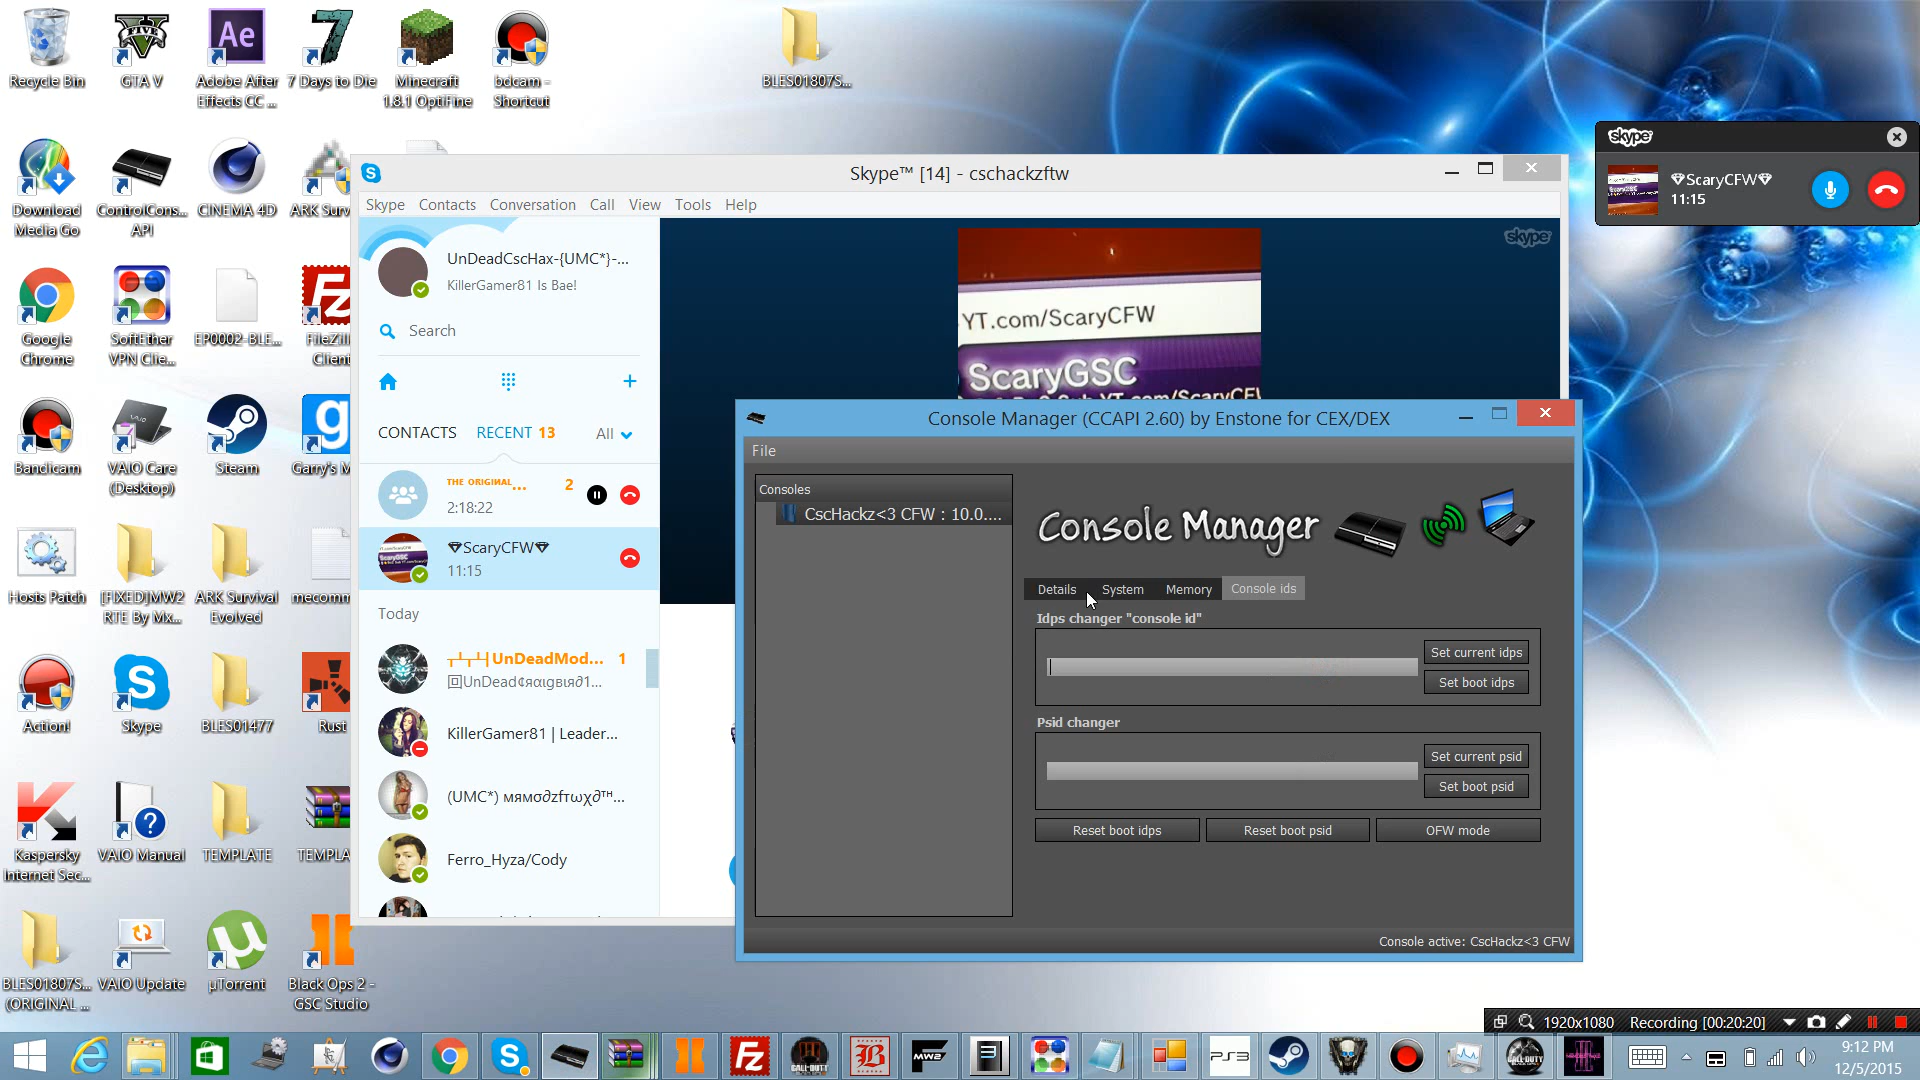 Recycle Bin
GTA V
Adobe After
Effects CC ...
7 Days to Die
Minecraft
1.8.1 OptiFine
bdcam -
Shortcut
BLES01807S...
Download
Media Go
ControlCons...
API
CINEMA 4D
ARK Surv
Google
Chrome
SoftEther
VPN Clie...
EP0002-BLE...
FileZill
Client
Bandicam
VAIO Care
(Desktop)
Steam
Garry's M
Hosts Patch
[FIXED]MW2
RTE By Mx...
ARK Survival
Evolved
mecomm
Action!
Skype
BLES01477
Rust
Kaspersky
Internet Sec...
VAIO Manual
TEMPLATE
TEMPLA
BLES01807S...
(ORIGINAL ...
VAIO Update
µTorrent
Black Ops 2 -
GSC Studio
Skype™ [14] - cschackzftw
Skype Contacts Conversation Call View Tools Help
UnDeadCscHax-{UMC*}-...
KillerGamer81 Is Bae!
Search
CONTACTS RECENT 13 All
THE ORIGINAL... 2
2:18:22
💎ScaryCFW💎
11:15
Today
UnDeadMod... 1
KillerGamer81 | Leader...
(UMC*) мямσ∂zfтωχ∂™...
Ferro_Hyza/Cody
skype
YT.com/ScaryCFW
ScaryGSC
skype
💎ScaryCFW💎
11:15
Console Manager (CCAPI 2.60) by Enstone for CEX/DEX
File
Consoles
CscHackz<3 CFW : 10.0....
Console Manager
Details System Memory Console ids
Idps changer "console id"
Set current idps
Set boot idps
Psid changer
Set current psid
Set boot psid
Reset boot idps Reset boot psid OFW mode
Console active: CscHackz<3 CFW
1920x1080 Recording [00:20:20]
MW2
PS3
9:12 PM
12/5/2015